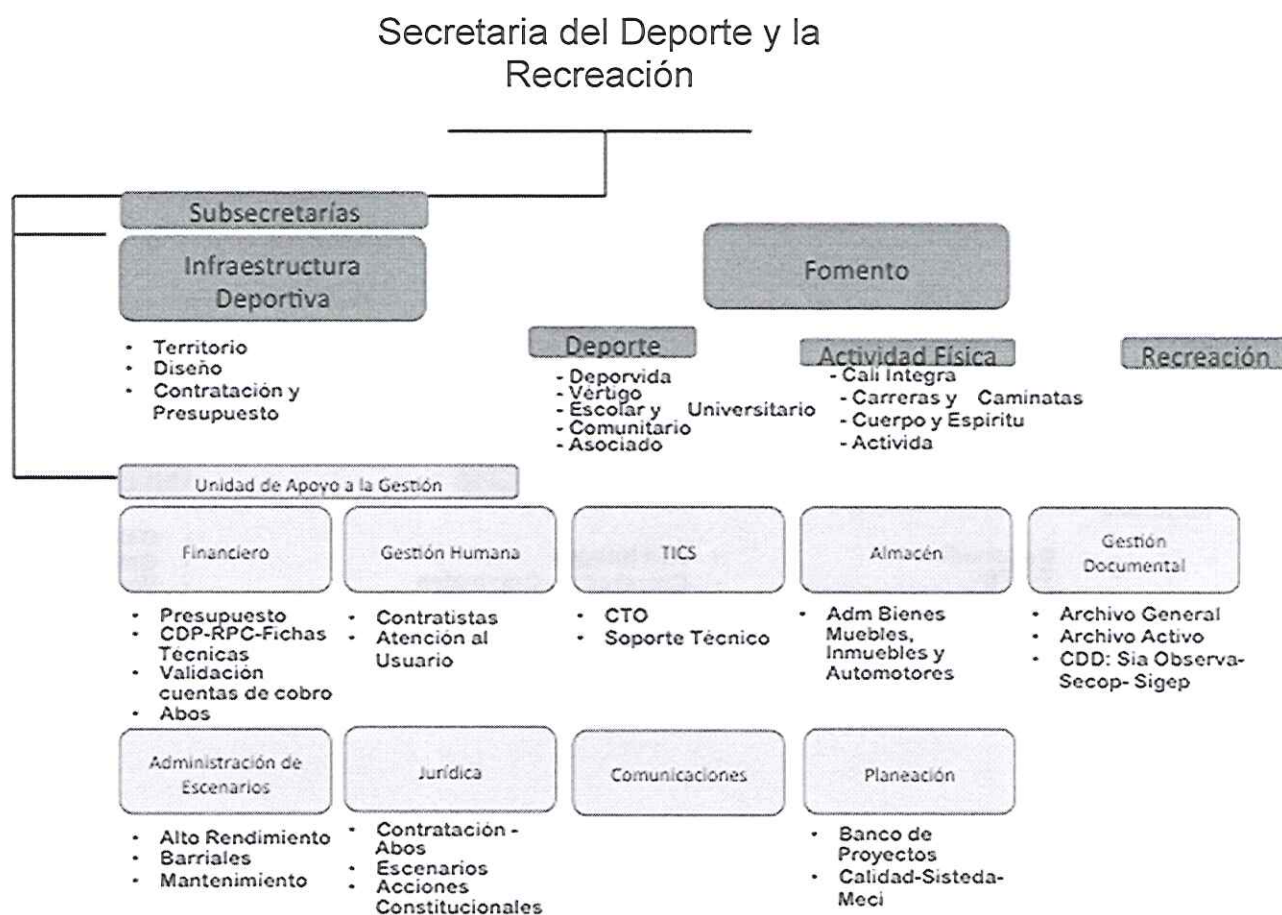 Secretaria del Deporte y la
Recreación
Subsecretarías
Infraestructura
Deportiva
• Territorio
• Diseño
• Contratación y
Presupuesto
Fomento
Deporte
- Deporvida
- Vértigo
- Escolar y Universitario
- Comunitario
- Asociado
Actividad Física
- Cali Integra
- Carreras y Caminatas
- Cuerpo y Espíritu
- Activida
Recreación
Unidad de Apoyo a la Gestión
Financiero
• Presupuesto
• CDP-RPC-Fichas
Técnicas
• Validación
cuentas de cobro
• Abos
Gestión Humana
• Contratistas
• Atención al
Usuario
TICS
• CTO
• Soporte Técnico
Almacén
• Adm Bienes
Muebles,
Inmuebles y
Automotores
Gestión
Documental
• Archivo General
• Archivo Activo
• CDD: Sia Observa-
Secop- Sigep
Administración de
Escenarios
• Alto Rendimiento
• Barriales
• Mantenimiento
Jurídica
• Contratación -
Abos
• Escenarios
• Acciones
Constitucionales
Comunicaciones
Planeación
• Banco de
Proyectos
• Calidad-Sisteda-
Meci